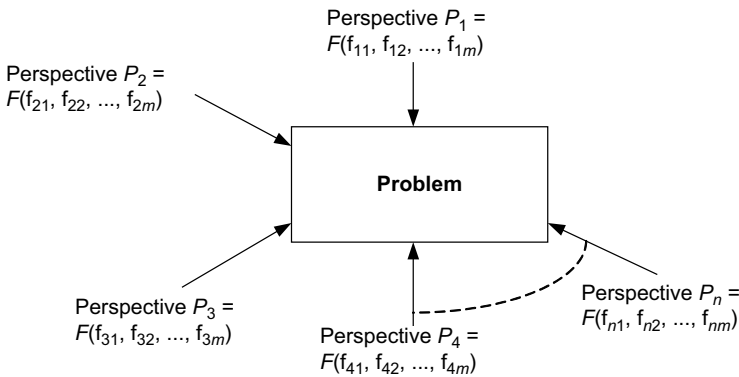 Perspective P₁ =
F(f₁₁, f₁₂, ..., f₁ₘ)
Perspective P₂ =
F(f₂₁, f₂₂, ..., f₂ₘ)
Problem
Perspective P₃ =
F(f₃₁, f₃₂, ..., f₃ₘ)
Perspective P₄ =
F(f₄₁, f₄₂, ..., f₄ₘ)
Perspective Pₙ =
F(fₙ₁, fₙ₂, ..., fₙₘ)